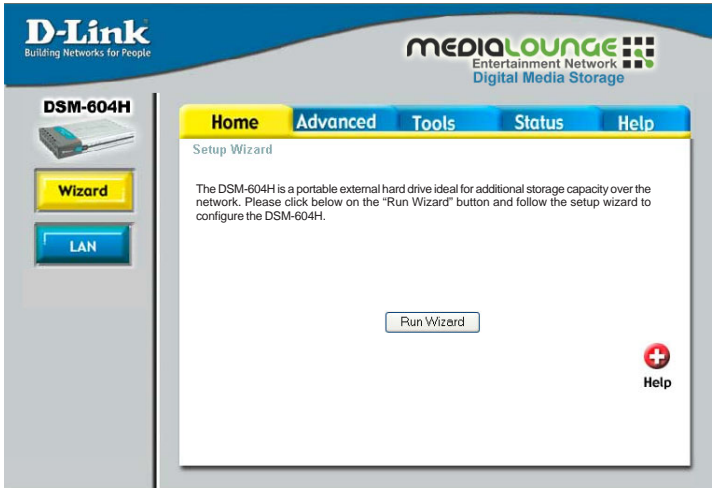 D-Link
Building Networks for People
MEDIALOUNGE
Entertainment Network
Digital Media Storage
DSM-604H
Home Advanced Tools Status Help
Setup Wizard
Wizard
LAN
The DSM-604H is a portable external hard drive ideal for additional storage capacity over the
network. Please click below on the “Run Wizard” button and follow the setup wizard to
configure the DSM-604H.
Run Wizard
Help